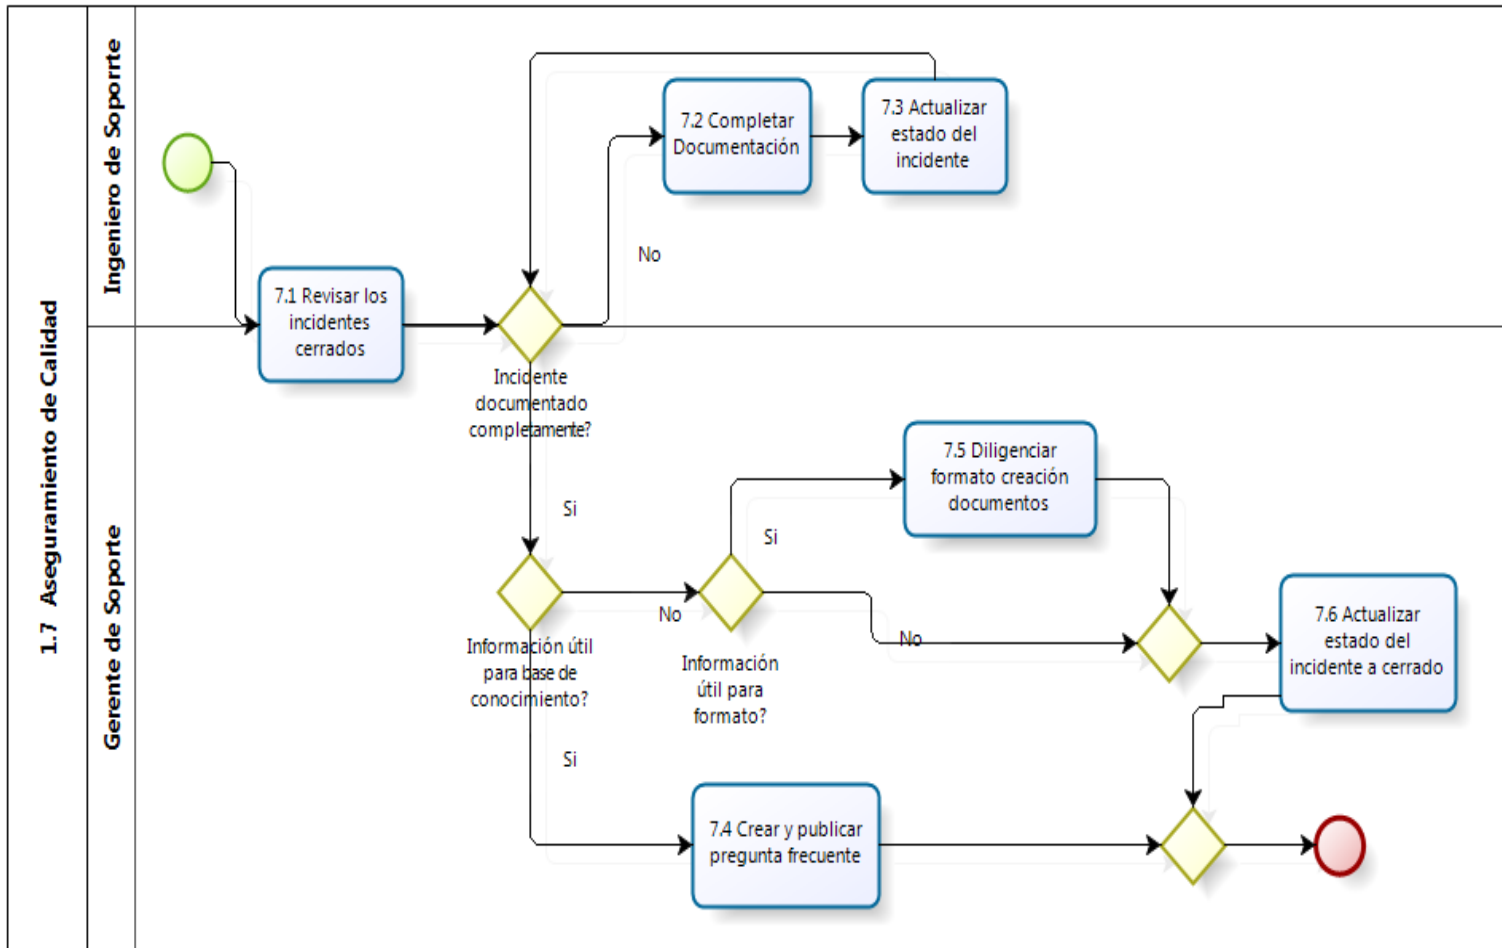 1.7 Aseguramiento de Calidad
Ingeniero de Soporrte
Gerente de Soporte
7.1 Revisar los
incidentes
cerrados
7.2 Completar
Documentación
7.3 Actualizar
estado del
incidente
No
Incidente
documentado
completamente?
Si
7.5 Diligenciar
formato creación
documentos
Si
No
No
Información útil
para base de
conocimiento?
Información
útil para
formato?
7.6 Actualizar
estado del
incidente a cerrado
Si
7.4 Crear y publicar
pregunta frecuente